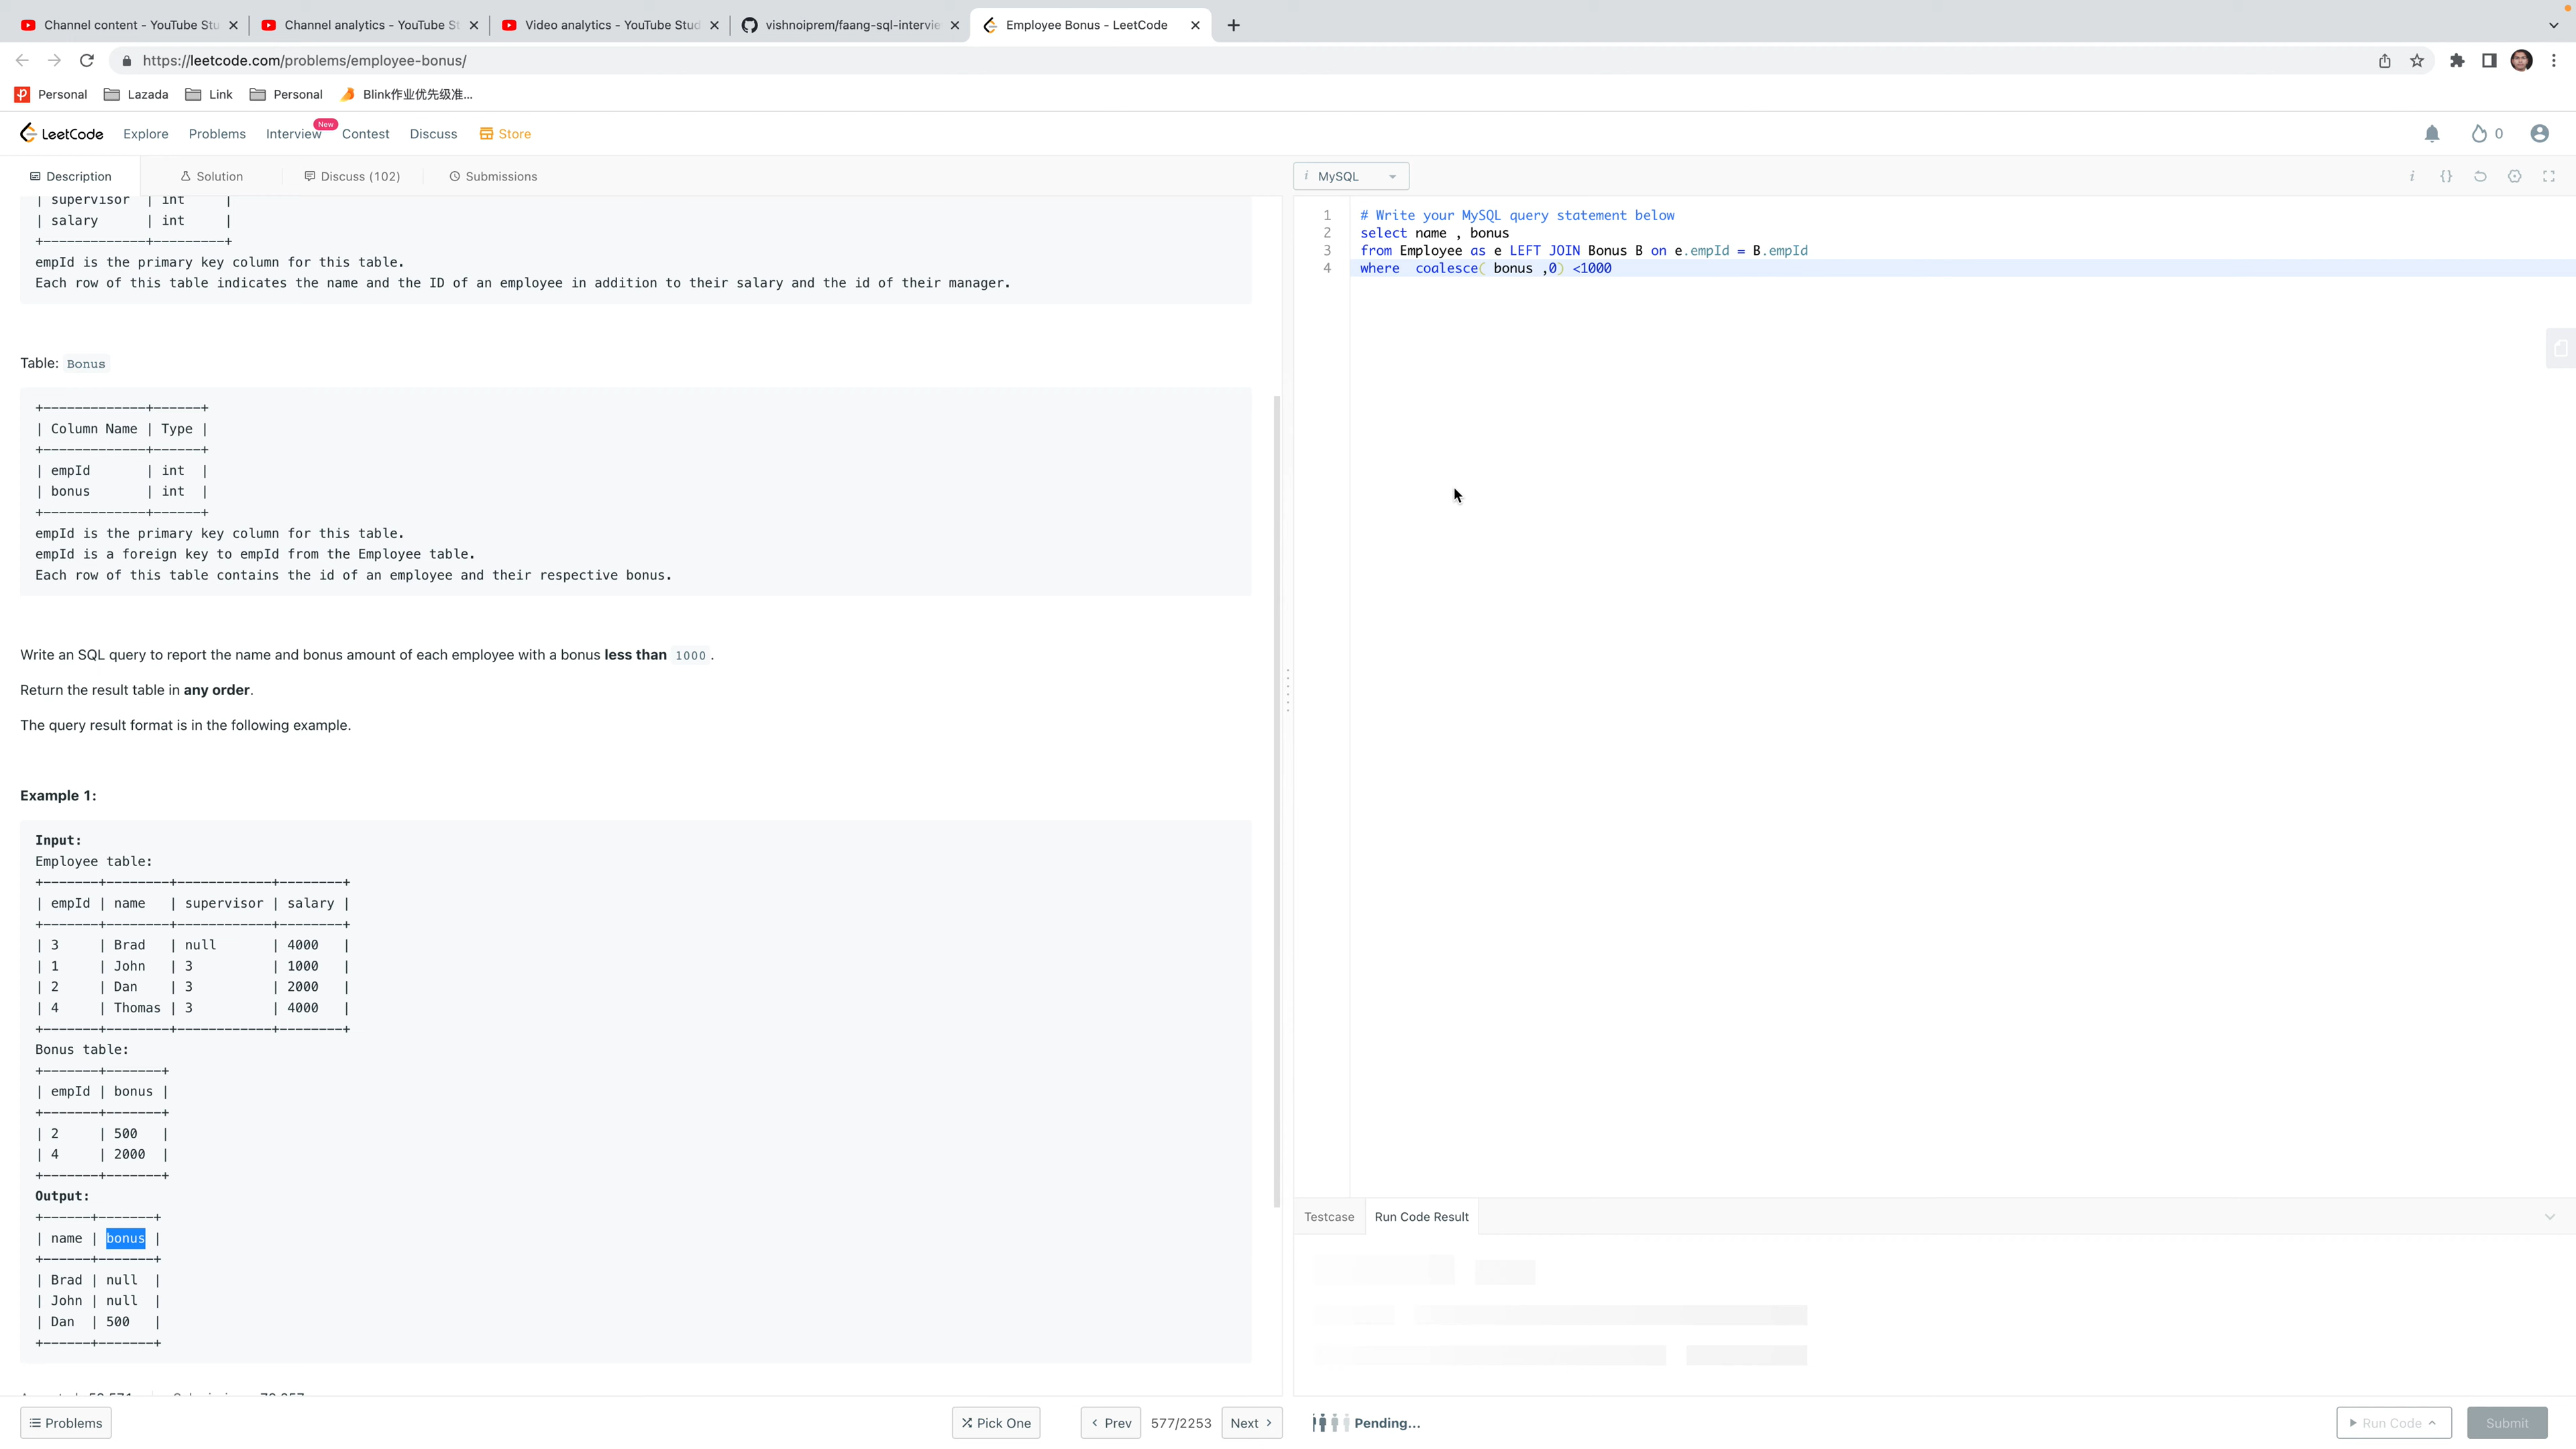 Channel content - YouTube Stu
Channel analytics - YouTube St
Video analytics - YouTube Stud
vishnoiprem/faang-sql-intervie
Employee Bonus - LeetCode
https://leetcode.com/problems/employee-bonus/
Personal
Lazada
Link
Personal
Blink作业优先级准...
LeetCode
Explore
Problems
Interview
New
Contest
Discuss
Store
0
Description
Solution
Discuss (102)
Submissions
| supervisor | int |
| salary | int |
+-------------+---------+
empId is the primary key column for this table.
Each row of this table indicates the name and the ID of an employee in addition to their salary and the id of their manager.
Table: Bonus
+-------------+------+
| Column Name | Type |
+-------------+------+
| empId | int |
| bonus | int |
+-------------+------+
empId is the primary key column for this table.
empId is a foreign key to empId from the Employee table.
Each row of this table contains the id of an employee and their respective bonus.
Write an SQL query to report the name and bonus amount of each employee with a bonus less than 1000.
Return the result table in any order.
The query result format is in the following example.
Example 1:
Input:
Employee table:
+-------+--------+------------+--------+
| empId | name | supervisor | salary |
+-------+--------+------------+--------+
| 3 | Brad | null | 4000 |
| 1 | John | 3 | 1000 |
| 2 | Dan | 3 | 2000 |
| 4 | Thomas | 3 | 4000 |
+-------+--------+------------+--------+
Bonus table:
+-------+-------+
| empId | bonus |
+-------+-------+
| 2 | 500 |
| 4 | 2000 |
+-------+-------+
Output:
+------+-------+
| name | bonus |
+------+-------+
| Brad | null |
| John | null |
| Dan | 500 |
+------+-------+
Problems
Pick One
Prev
577/2253
Next
MySQL
1 # Write your MySQL query statement below
2 select name , bonus
3 from Employee as e LEFT JOIN Bonus B on e.empId = B.empId
4 where coalesce( bonus ,0) <1000
Testcase
Run Code Result
Pending...
Run Code
Submit